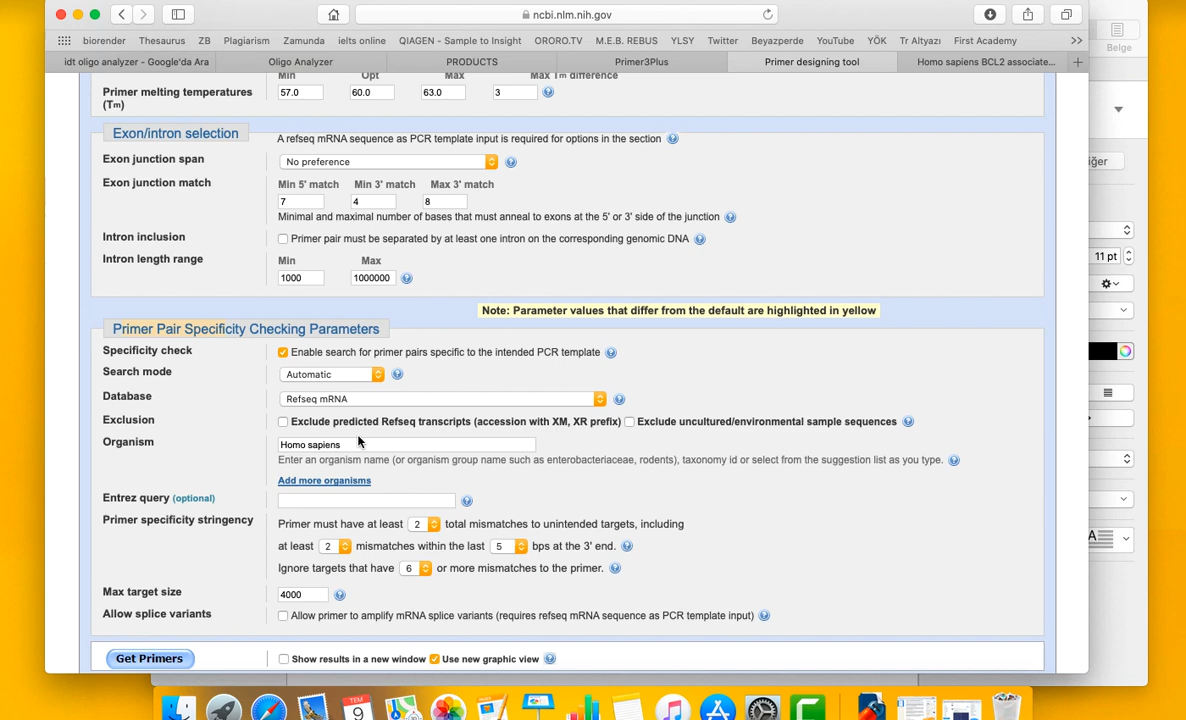 ncbi.nlm.nih.gov
biorender Thesaurus ZB Plagiarism Zamunda ielts online QIAGEN - Sample to Insight ORORO.TV M.E.B. REBUS YLSY Twitter Beyazperde YouTube YÖK Tr Altyazı First Academy >>
Belge
idt oligo analyzer - Google'da Ara Oligo Analyzer PRODUCTS Primer3Plus Primer designing tool Homo sapiens BCL2 associate... +
Min Opt Max Max Tm difference
Primer melting temperatures 57.0 60.0 63.0 3
(Tm)
Exon/intron selection
A refseq mRNA sequence as PCR template input is required for options in the section
Exon junction span No preference
iğer
Exon junction match Min 5' match Min 3' match Max 3' match
7 4 8
Minimal and maximal number of bases that must anneal to exons at the 5' or 3' side of the junction
Intron inclusion Primer pair must be separated by at least one intron on the corresponding genomic DNA
Intron length range Min Max
11 pt
1000 1000000
Note: Parameter values that differ from the default are highlighted in yellow
Primer Pair Specificity Checking Parameters
Specificity check Enable search for primer pairs specific to the intended PCR template
Search mode Automatic
Database Refseq mRNA
Exclusion Exclude predicted Refseq transcripts (accession with XM, XR prefix) Exclude uncultured/environmental sample sequences
Organism Homo sapiens
Enter an organism name (or organism group name such as enterobacteriaceae, rodents), taxonomy id or select from the suggestion list as you type.
Add more organisms
Entrez query (optional)
Primer specificity stringency Primer must have at least 2 total mismatches to unintended targets, including
at least 2 mismatches within the last 5 bps at the 3' end.
A
Ignore targets that have 6 or more mismatches to the primer.
Max target size 4000
Allow splice variants Allow primer to amplify mRNA splice variants (requires refseq mRNA sequence as PCR template input)
Get Primers Show results in a new window Use new graphic view
TEM
9